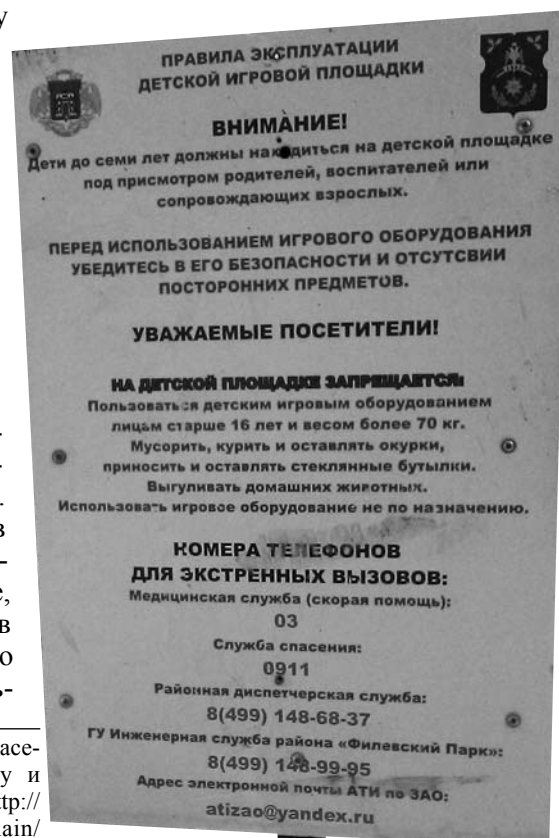 у
ПРАВИЛА ЭКСПЛУАТАЦИИ
ДЕТСКОЙ ИГРОВОЙ ПЛОЩАДКИ
ВНИМАНИЕ!
Дети до семи лет должны находиться на детской площадке
под присмотром родителей, воспитателей или
сопровождающих взрослых.
ПЕРЕД ИСПОЛЬЗОВАНИЕМ ИГРОВОГО ОБОРУДОВАНИЯ
УБЕДИТЕСЬ В ЕГО БЕЗОПАСНОСТИ И ОТСУТСВИИ
ПОСТОРОННИХ ПРЕДМЕТОВ.
УВАЖАЕМЫЕ ПОСЕТИТЕЛИ!
НА ДЕТСКОЙ ПЛОЩАДКЕ ЗАПРЕЩАЕТСЯ:
Пользоваться детским игровым оборудованием
лицам старше 16 лет и весом более 70 кг.
Мусорить, курить и оставлять окурки,
приносить и оставлять стеклянные бутылки.
Выгуливать домашних животных.
Использовать игровое оборудование не по назначению.
НОМЕРА ТЕЛЕФОНОВ
ДЛЯ ЭКСТРЕННЫХ ВЫЗОВОВ:
Медицинская служба (скорая помощь):
03
Служба спасения:
0911
Районная диспетчерская служба:
8(499) 148-68-37
ГУ Инженерная служба района «Филевский Парк»:
8(499) 148-99-95
Адрес электронной почты АТИ по ЗАО:
atizao@yandex.ru
в
е,
в
о
ь-
ace-
у и
ttp://
ain/